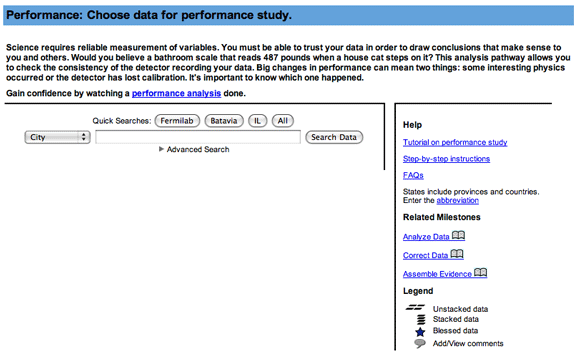 Performance: Choose data for performance study.
Science requires reliable measurement of variables. You must be able to trust your data in order to draw conclusions that make sense to
you and others. Would you believe a bathroom scale that reads 487 pounds when a house cat steps on it? This analysis pathway allows you
to check the consistency of the detector recording your data. Big changes in performance can mean two things: some interesting physics
occurred or the detector has lost calibration. It's important to know which one happened.
Gain confidence by watching a performance analysis done.
Quick Searches: Fermilab Batavia IL All
City Search Data
Advanced Search
Help
Tutorial on performance study
Step-by-step instructions
FAQs
States include provinces and countries.
Enter the abbreviation
Related Milestones
Analyze Data
Correct Data
Assemble Evidence
Legend
Unstacked data
Stacked data
Blessed data
Add/View comments